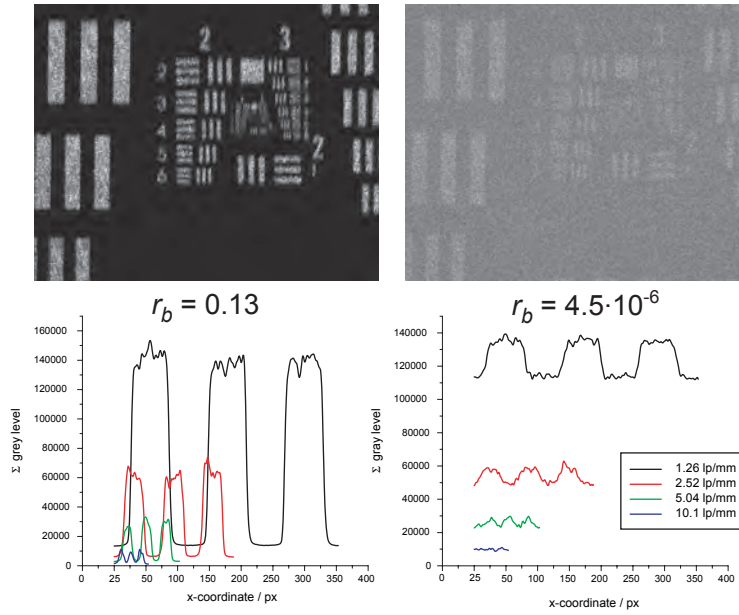 2 3
2
3
4
5
6
2
1
r_b = 0.13
r_b = 4.5·10^-6
160000
140000
120000
100000
80000
60000
40000
20000
0
Σ grey level
25 50 100 150 200 250 300 350 400
x-coordinate / px
140000
120000
100000
80000
60000
40000
20000
0
Σ gray level
0 25 50 100 150 200 250 300 350 400
x-coordinate / px
1.26 lp/mm
2.52 lp/mm
5.04 lp/mm
10.1 lp/mm